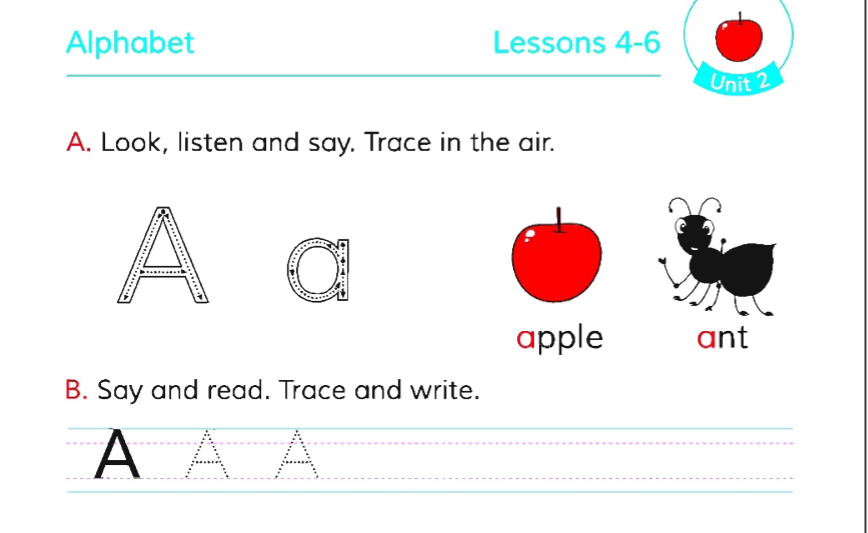 Alphabet
Lessons 4-6
Unit 2
A. Look, listen and say. Trace in the air.
A a
apple ant
B. Say and read. Trace and write.
A A A